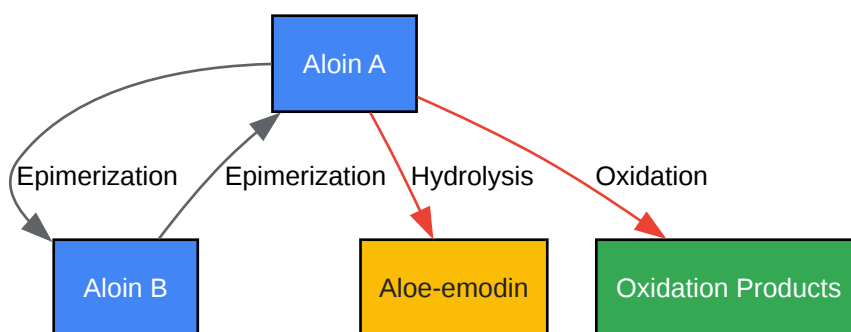 Aloin A
Epimerization
Epimerization
Hydrolysis
Oxidation
Aloin B
Aloe-emodin
Oxidation Products